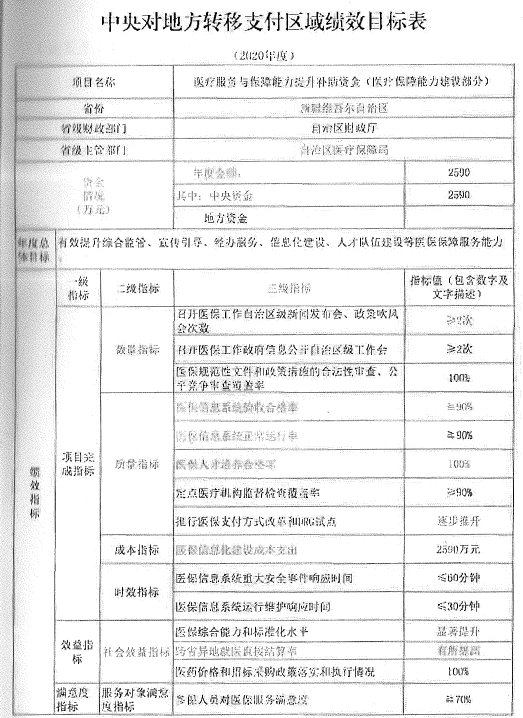 中央对地方转移支付区域绩效目标表
(2020年度)
项目名称 医疗服务与保障能力提升补助资金(医疗保障能力建设部分)
省份 新疆维吾尔自治区
省级财政部门 自治区财政厅
省级主管部门 自治区医疗保障局
资金
情况
(万元)
年度金额: 2590
其中:中央资金 2590
地方资金
年度总
体目标
有效提升综合监管、宣传引导、经办服务、信息化建设、人才队伍建设等医保障服务能力
。
绩效
指标
一级
指标
二级指标
三级指标
指标值(包含数字及
文字描述)
项目完
成指标
数量指标
召开医保工作自治区级新闻发布会、政策吹风
会次数
≥2次
召开医保工作政府信息公开自治区级工作会 ≥2次
医保规范性文件和政策措施的合法性审查、公
平竞争审查覆盖率
100%
质量指标
医保信息系统验收合格率 ≥90%
医保信息系统正常运行率 ≥90%
医保人才培养合格率 100%
定点医疗机构监督检查覆盖率 ≥90%
推行医保支付方式改革和DRG试点 逐步推开
成本指标 医保信息化建设成本支出 2590万元
时效指标
医保信息系统重大安全事件响应时间 ≤60分钟
医保信息系统运行维护响应时间 ≤30分钟
效益指
标
社会效益指标
医保综合能力和标准化水平 显著提升
跨省异地就医直接结算率 有所提高
医药价格和招标采购政策落实和执行情况 100%
满意度
指标
服务对象满意
度指标
参保人员对医保服务满意度 ≥70%